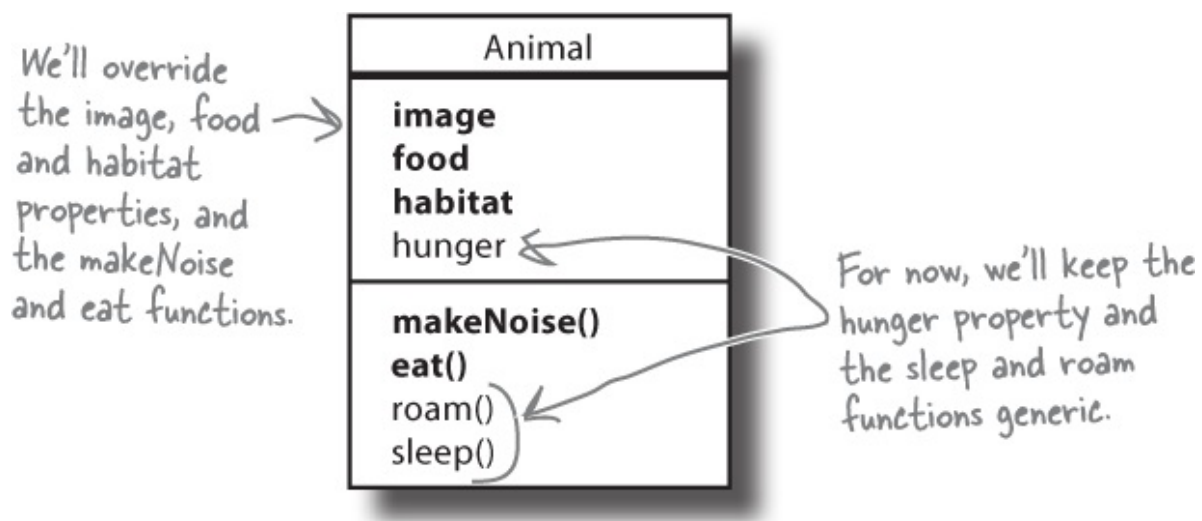 We'll override
the image, food
and habitat
properties, and
the makeNoise
and eat functions.
Animal
image
food
habitat
hunger
makeNoise()
eat()
roam()
sleep()
For now, we'll keep the
hunger property and
the sleep and roam
functions generic.